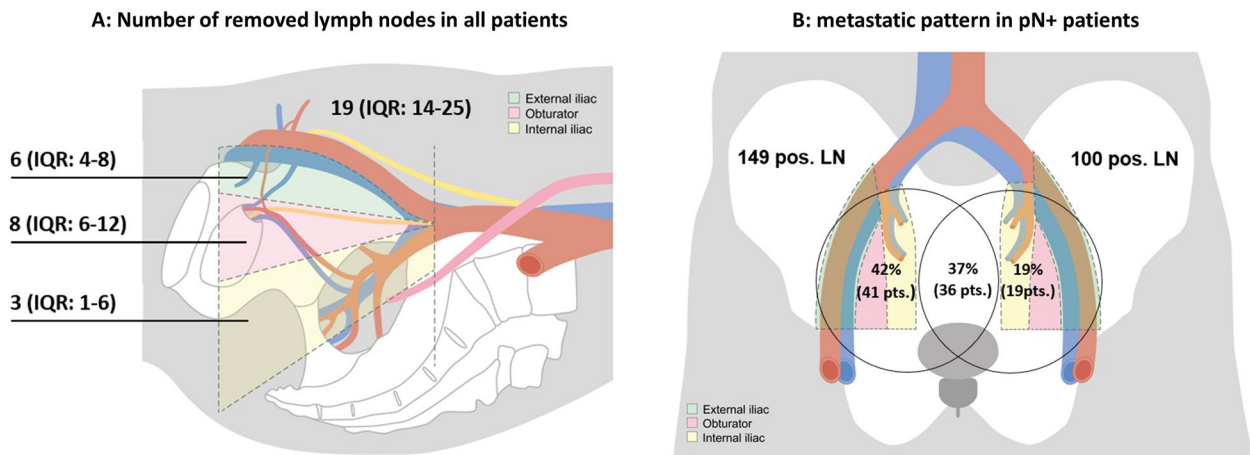 A: Number of removed lymph nodes in all patients
19 (IQR: 14-25)
External iliac
Obturator
Internal iliac
6 (IQR: 4-8)
8 (IQR: 6-12)
3 (IQR: 1-6)
B: metastatic pattern in pN+ patients
149 pos. LN
100 pos. LN
42%
(41 pts.)
37%
(36 pts.)
19%
(19pts.)
External iliac
Obturator
Internal iliac